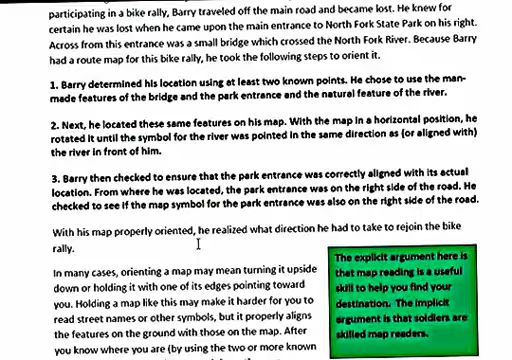 participating in a bike rally, Barry traveled off the main road and became lost. He knew for
certain he was lost when he came upon the main entrance to North Fork State Park on his right.
Across from this entrance was a small bridge which crossed the North Fork River. Because Barry
had a route map for this bike rally, he took the following steps to orient it.
1. Barry determined his location using at least two known points. He chose to use the man-
made features of the bridge and the park entrance and the natural feature of the river.
2. Next, he located these same features on his map. With the map in a horizontal position, he
rotated it until the symbol for the river was pointed in the same direction as (or aligned with)
the river in front of him.
3. Barry then checked to ensure that the park entrance was correctly aligned with its actual
location. From where he was located, the park entrance was on the right side of the road. He
checked to see if the map symbol for the park entrance was also on the right side of the road.
With his map properly oriented, he realized what direction he had to take to rejoin the bike
rally.
In many cases, orienting a map may mean turning it upside
down or holding it with one of its edges pointing toward
you. Holding a map like this may make it harder for you to
read street names or other symbols, but it properly aligns
the features on the ground with those on the map. After
you know where you are (by using the two or more known
The explicit argument here is
that map reading is a useful
skill to help you find your
destination. The implicit
argument is that soldiers are
skilled map readers.